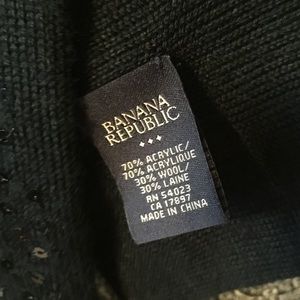 BANANA
REPUBLIC
70% ACRYLIC/
70% ACRYLIQUE
30% WOOL/
30% LAINE
RN 54023
CA 17897
MADE IN CHINA